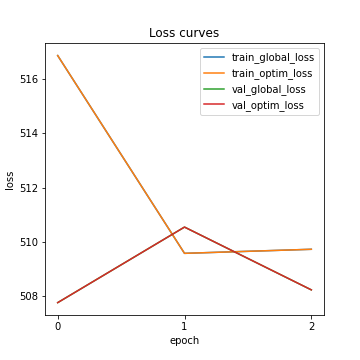 Loss curves
train_global_loss
train_optim_loss
val_global_loss
val_optim_loss
516
514
512
510
508
loss
0 1 2
epoch